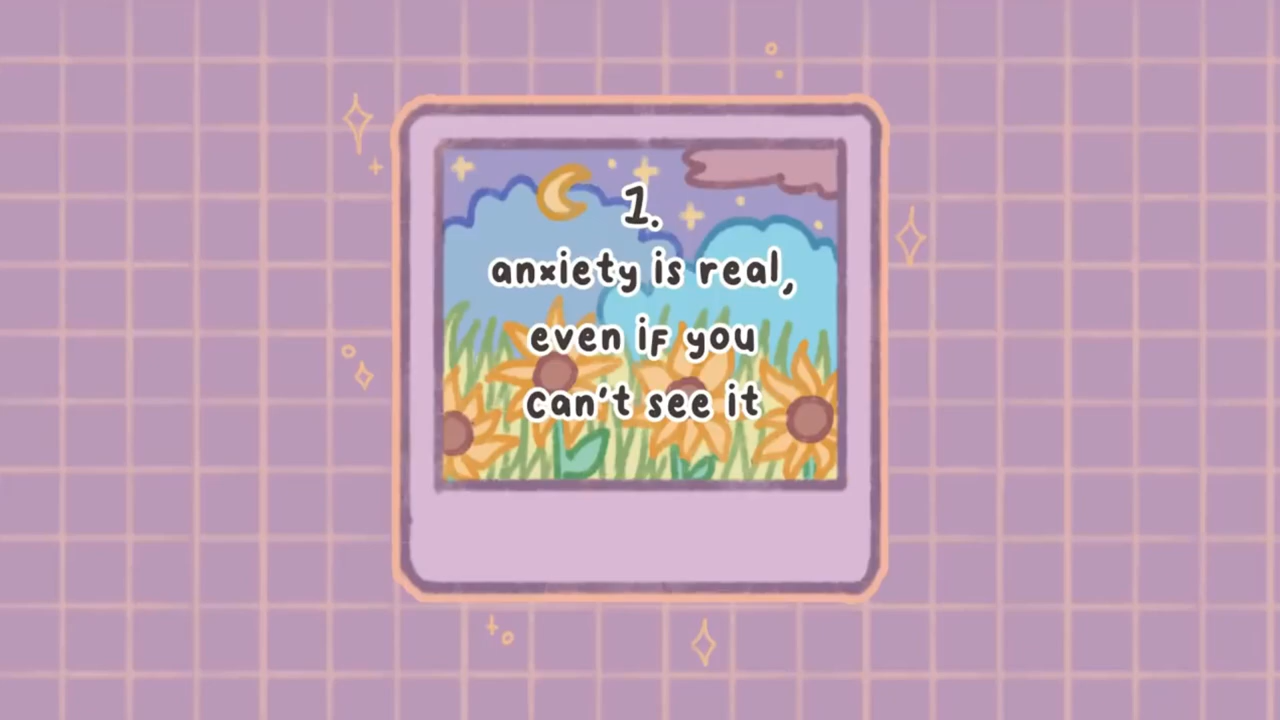 1.
anxiety is real,
even if you
can't see it